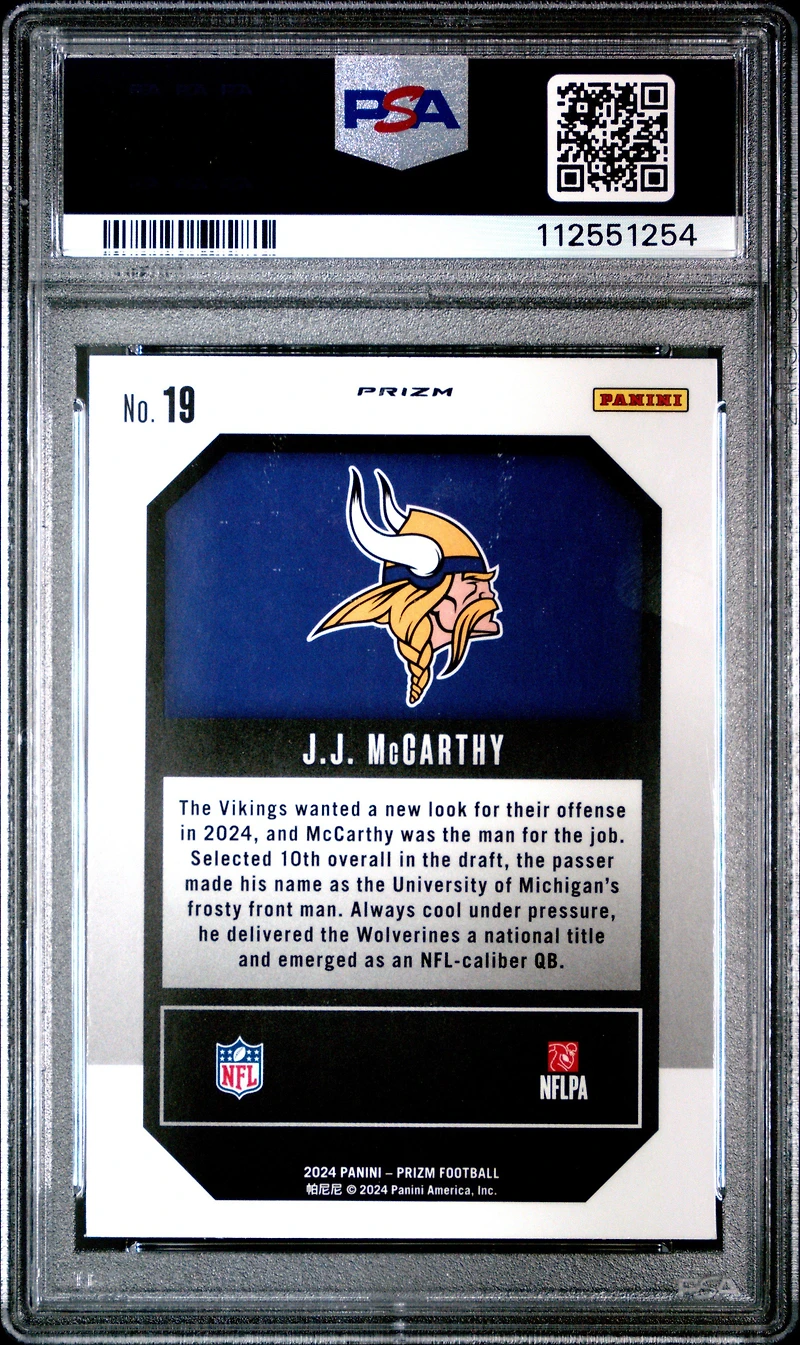 PSA
112551254
No. 19
PRIZM
PANINI
J.J. McCARTHY
The Vikings wanted a new look for their offense
in 2024, and McCarthy was the man for the job.
Selected 10th overall in the draft, the passer
made his name as the University of Michigan's
frosty front man. Always cool under pressure,
he delivered the Wolverines a national title
and emerged as an NFL-caliber QB.
NFL
NFLPA
2024 PANINI – PRIZM FOOTBALL
帕尼尼 © 2024 Panini America, Inc.
PSA